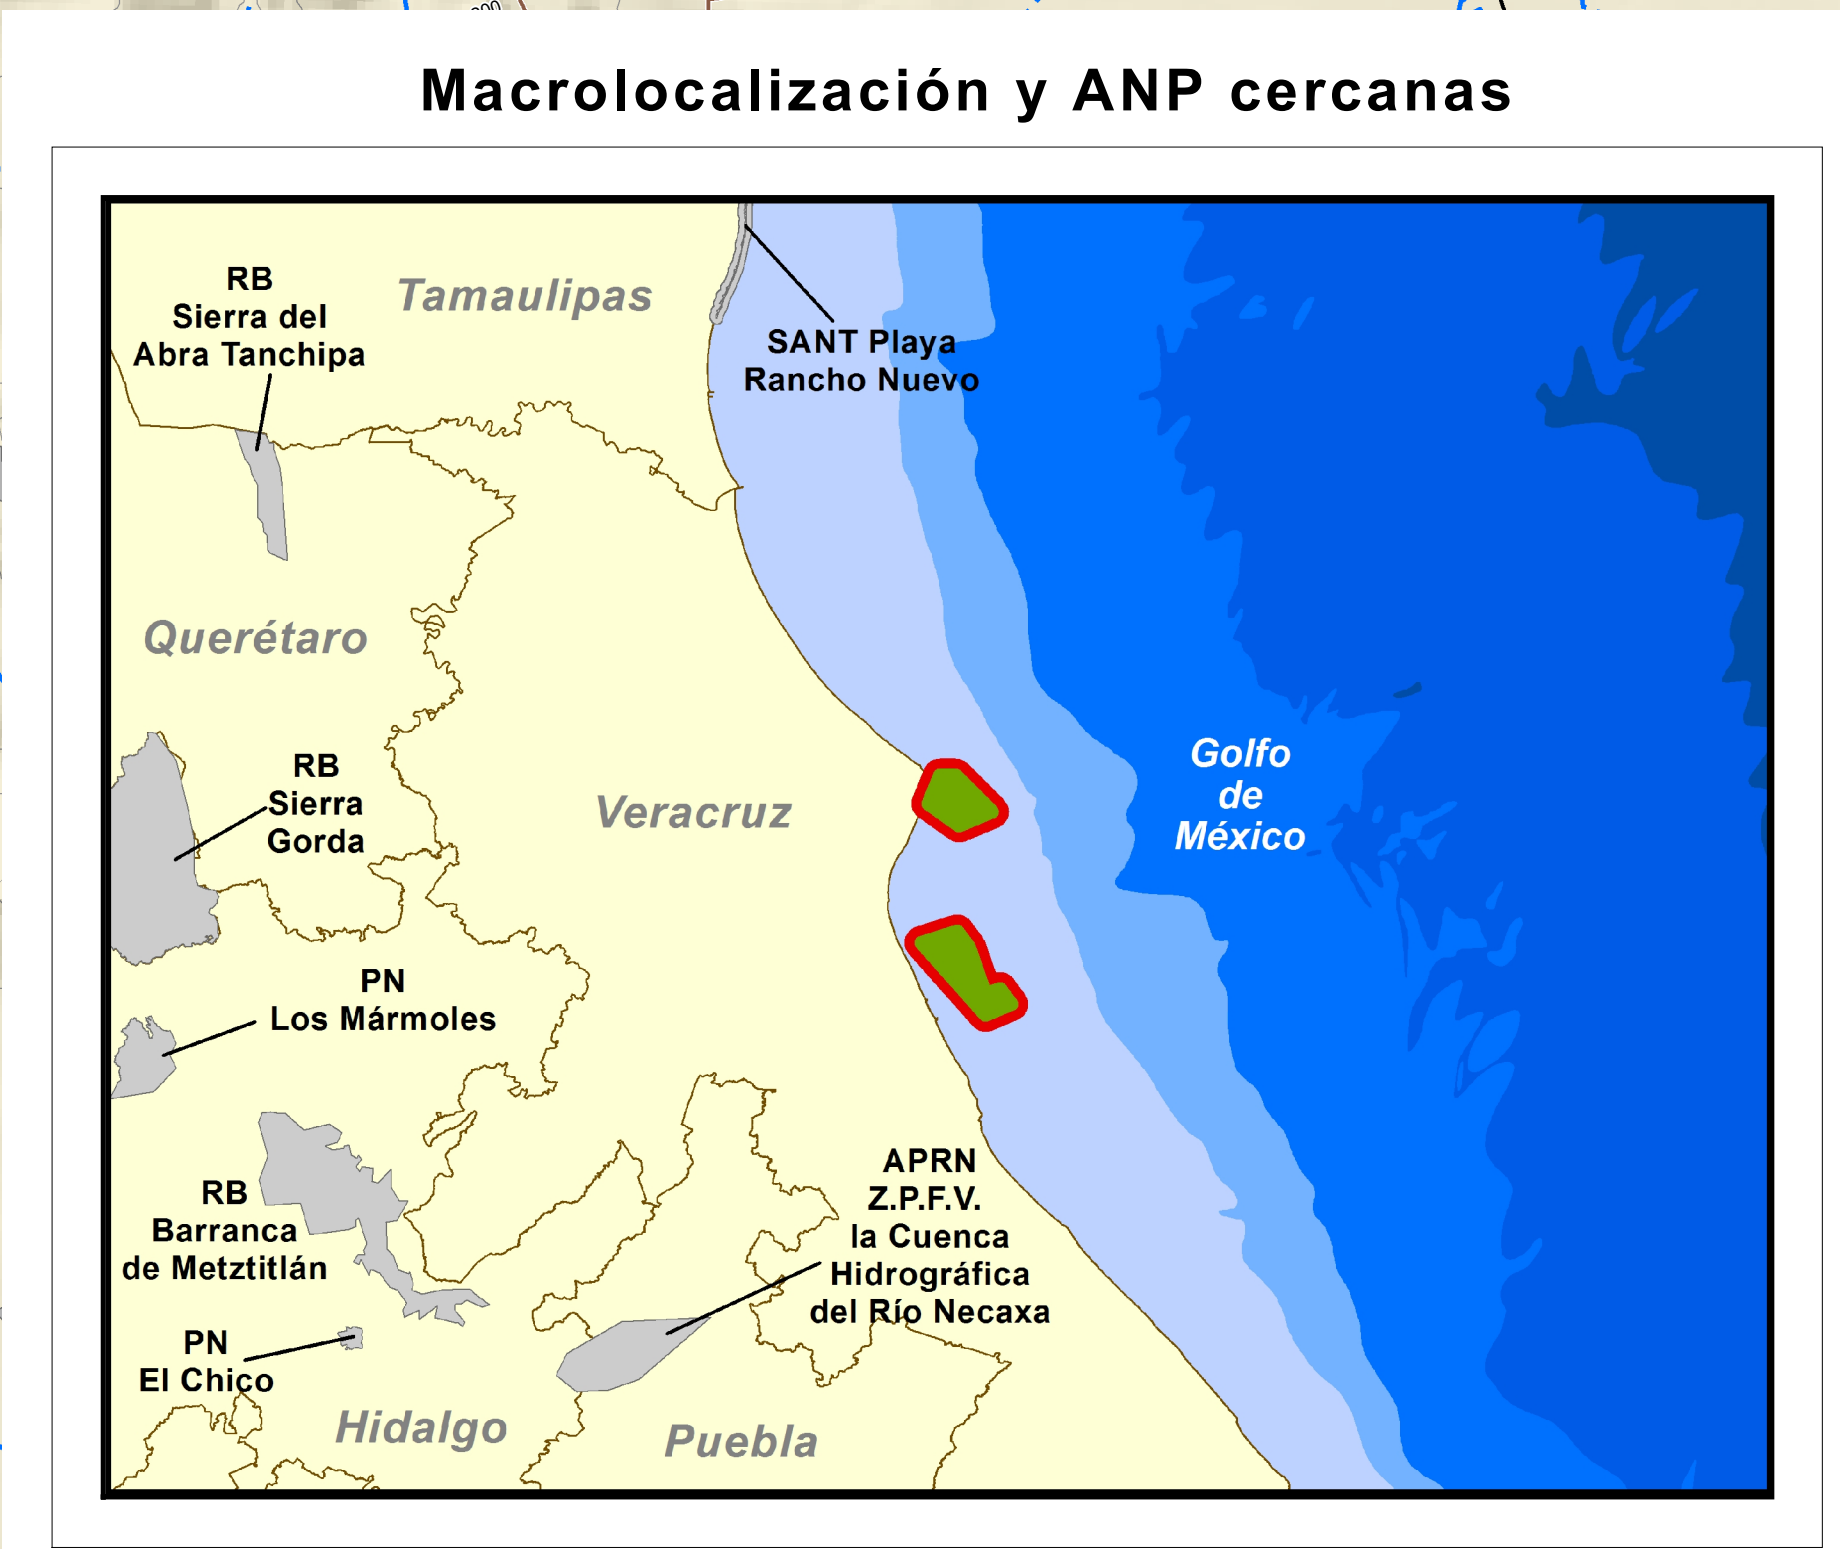 Macrolocalización y ANP cercanas
RB
Sierra del
Abra Tanchipa
Tamaulipas
SANT Playa
Rancho Nuevo
Querétaro
RB
Sierra
Gorda
Veracruz
Golfo
de
México
PN
Los Mármoles
RB
Barranca
de Metztitlán
APRN
Z.P.F.V.
la Cuenca
Hidrográfica
del Río Necaxa
PN
El Chico
Hidalgo
Puebla